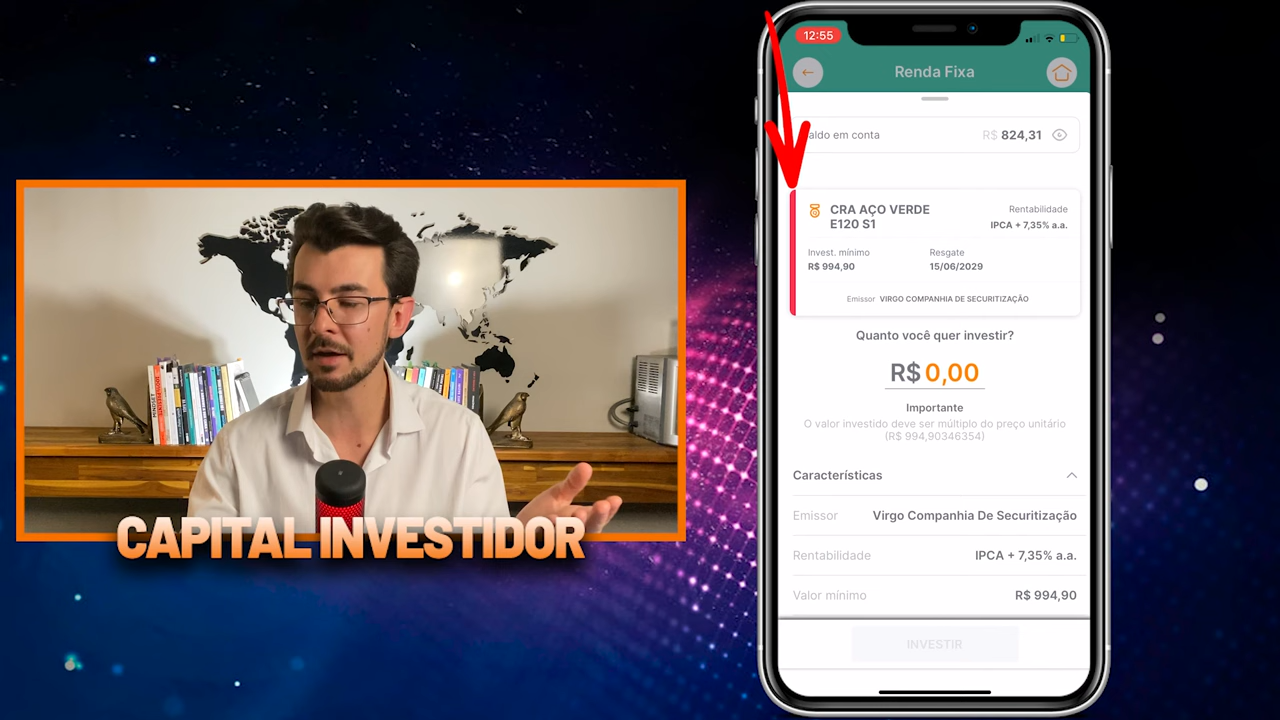 CAPITAL INVESTIDOR
12:55
Renda Fixa
aldo em conta
R$ 824,31
CRA AÇO VERDE
E120 S1
Rentabilidade
IPCA + 7,35% a.a.
Invest. mínimo
R$ 994,90
Resgate
15/06/2029
Emissor VIRGO COMPANHIA DE SECURITIZAÇÃO
Quanto você quer investir?
R$ 0,00
Importante
O valor investido deve ser múltiplo do preço unitário
(R$ 994,90346354)
Características
Emissor Virgo Companhia De Securitização
Rentabilidade IPCA + 7,35% a.a.
Valor mínimo R$ 994,90
INVESTIR